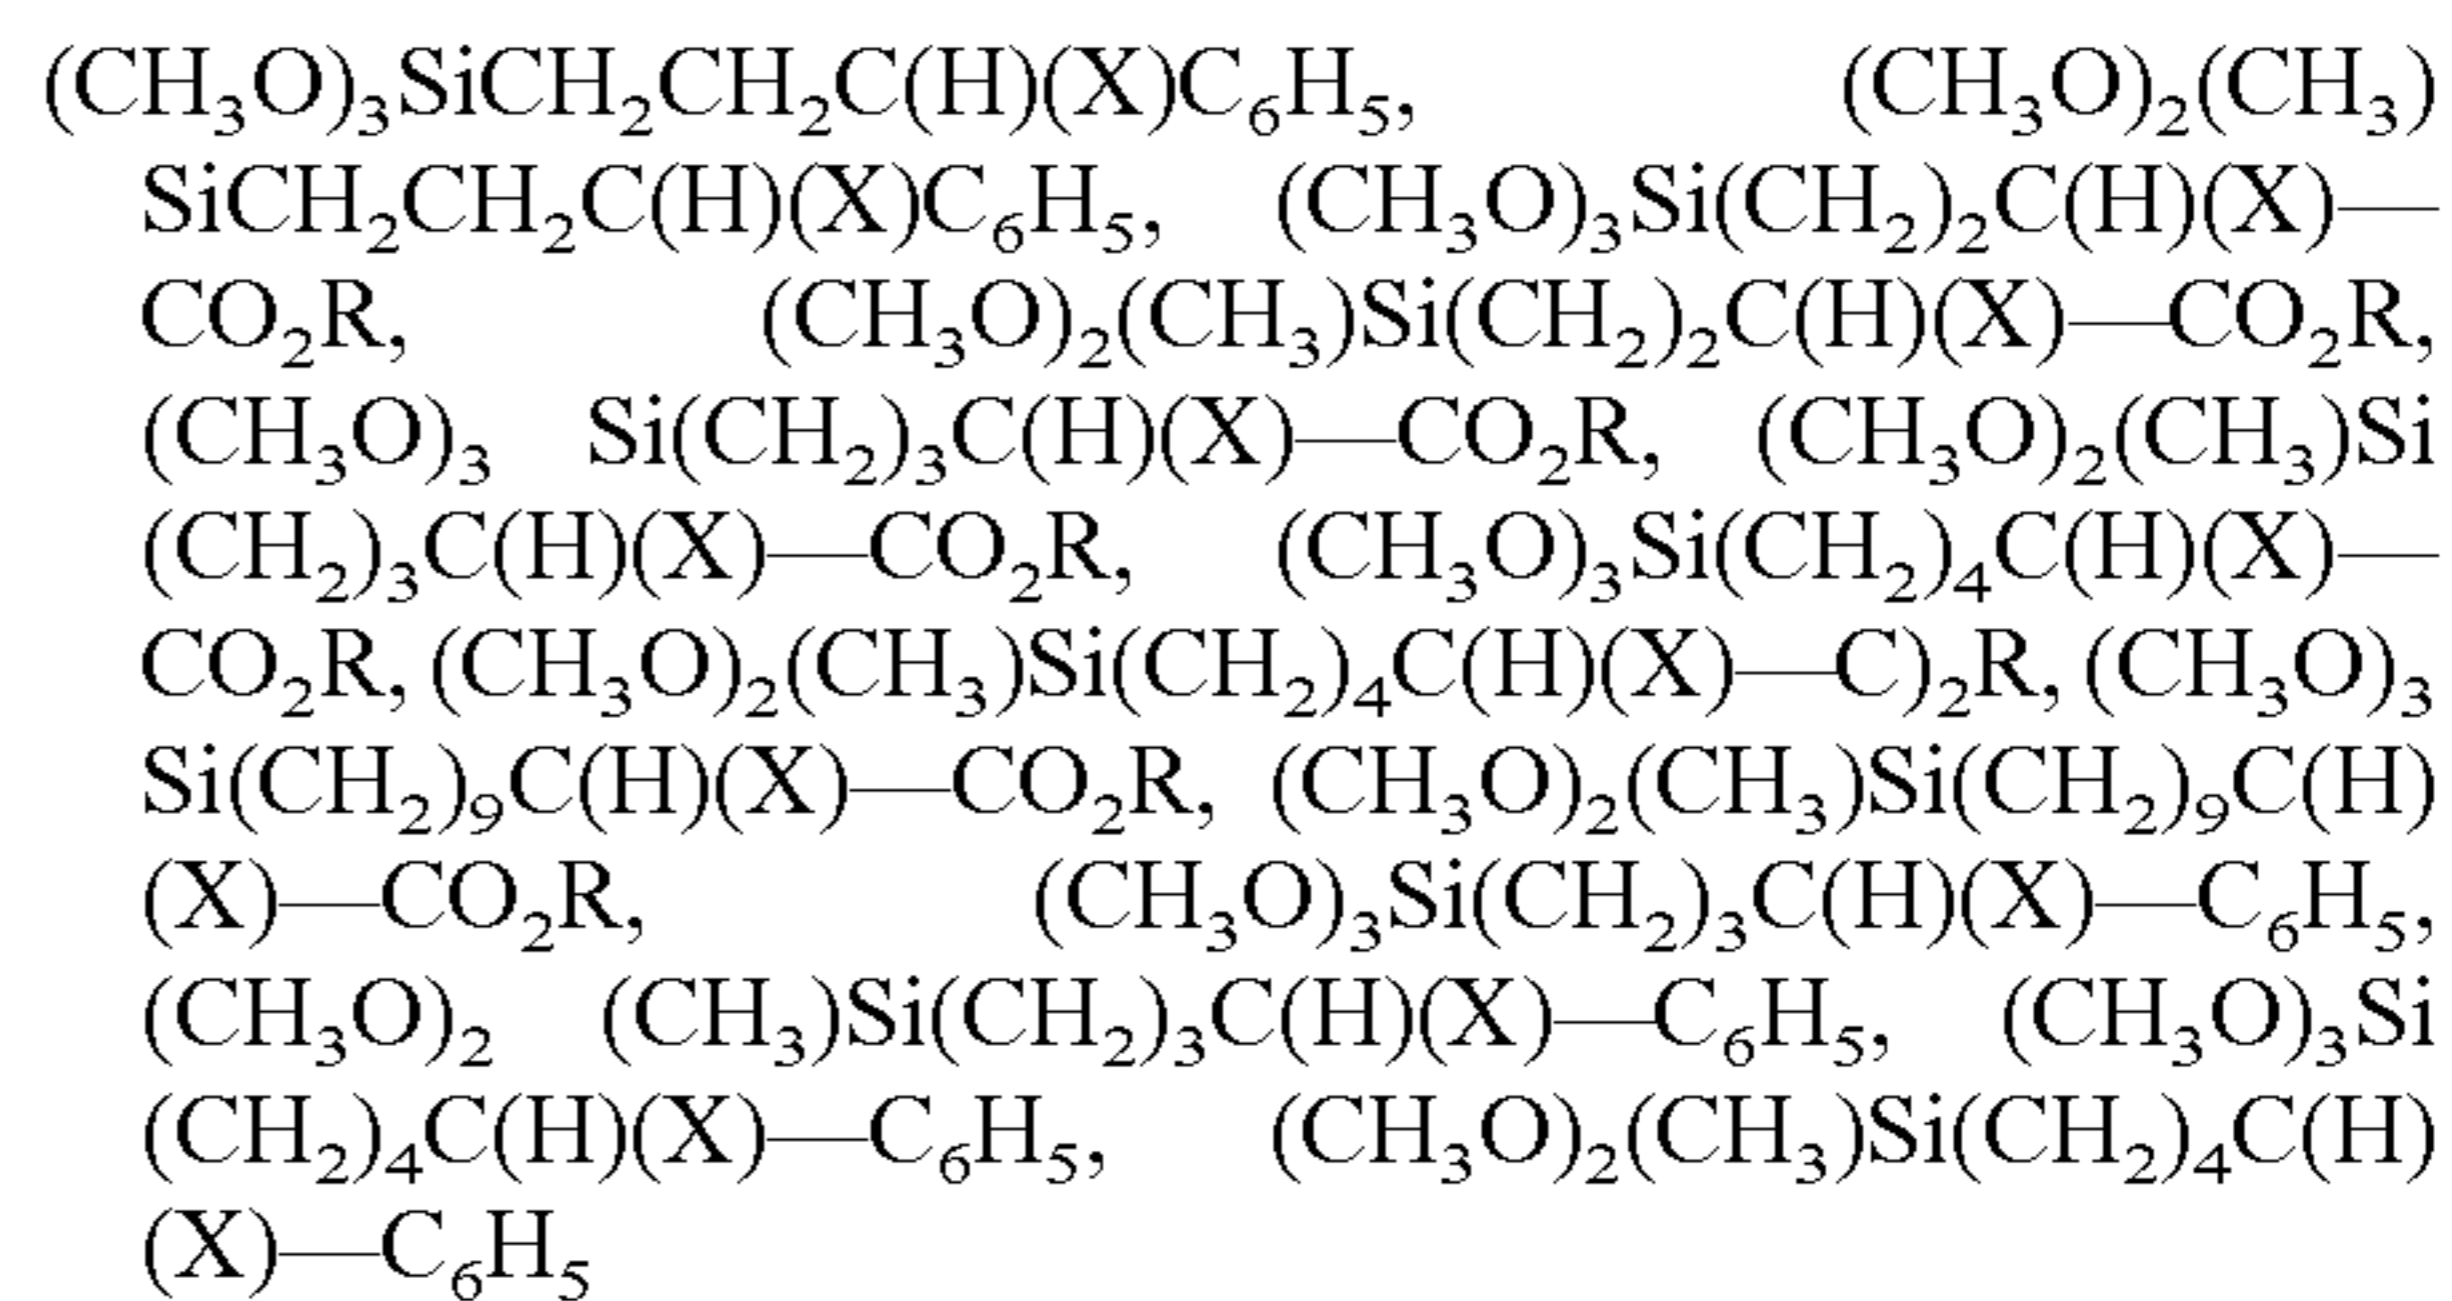 (CH₃O)₃SiCH₂CH₂C(H)(X)C₆H₅, (CH₃O)₂(CH₃)
SiCH₂CH₂C(H)(X)C₆H₅, (CH₃O)₃Si(CH₂)₂C(H)(X)—
CO₂R, (CH₃O)₂(CH₃)Si(CH₂)₂C(H)(X)—CO₂R,
(CH₃O)₃ Si(CH₂)₃C(H)(X)—CO₂R, (CH₃O)₂(CH₃)Si
(CH₂)₃C(H)(X)—CO₂R, (CH₃O)₃Si(CH₂)₄C(H)(X)—
CO₂R, (CH₃O)₂(CH₃)Si(CH₂)₄C(H)(X)—C)₂R, (CH₃O)₃
Si(CH₂)₉C(H)(X)—CO₂R, (CH₃O)₂(CH₃)Si(CH₂)₉C(H)
(X)—CO₂R, (CH₃O)₃Si(CH₂)₃C(H)(X)—C₆H₅,
(CH₃O)₂ (CH₃)Si(CH₂)₃C(H)(X)—C₆H₅, (CH₃O)₃Si
(CH₂)₄C(H)(X)—C₆H₅, (CH₃O)₂(CH₃)Si(CH₂)₄C(H)
(X)—C₆H₅